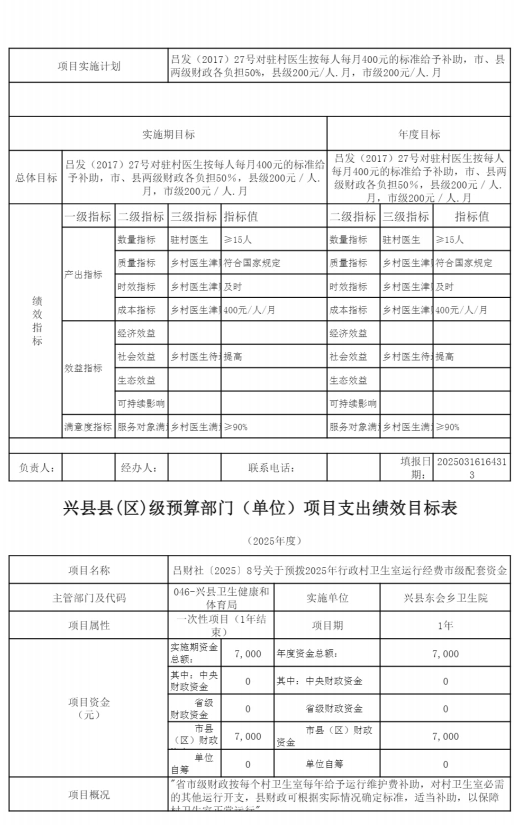 项目实施计划
吕发（2017）27号对驻村医生按每人每月400元的标准给予补助，市、县
两级财政各负担50%，县级200元/人.月，市级200元/人.月
实施期目标 年度目标
总体目标
吕发（2017）27号对驻村医生按每人每月400元的标准给
予补助，市、县两级财政各负担50%，县级200元/人.
月，市级200元/人.月
吕发（2017）27号对驻村医生按每人
每月400元的标准给予补助，市、县两
级财政各负担50%，县级200元/人.
月，市级200元/人.月
绩效指标
一级指标 二级指标 三级指标 指标值 二级指标 三级指标 指标值
产出指标
数量指标 驻村医生 ≥15人 数量指标 驻村医生 ≥15人
质量指标 乡村医生津 符合国家规定 质量指标 乡村医生津 符合国家规定
时效指标 乡村医生津 及时 时效指标 乡村医生津 及时
成本指标 乡村医生津 400元/人/月 成本指标 乡村医生津 400元/人/月
效益指标
经济效益 经济效益
社会效益 乡村医生待 提高 社会效益 乡村医生待 提高
生态效益 生态效益
可持续影响 可持续影响
满意度指标 服务对象满 乡村医生满 ≥90% 服务对象满 乡村医生满 ≥90%
负责人： 经办人： 联系电话： 填报日
期：
2025031616431
3
兴县县(区)级预算部门（单位）项目支出绩效目标表
（2025年度）
项目名称 吕财社〔2025〕8号关于预拨2025年行政村卫生室运行经费市级配套资金
主管部门及代码 046-兴县卫生健康和
体育局
实施单位 兴县东会乡卫生院
项目属性 一次性项目（1年结
束）
项目期 1年
项目资金
（元）
实施期资金
总额：
7,000 年度资金总额： 7,000
其中：中央
财政资金
0 其中：中央财政资金 0
省级
财政资金
0 省级财政资金 0
市县
（区）财政
7,000 市县（区）财政
资金
7,000
单位
自筹
0 单位自筹 0
项目概况
"省市级财政按每个村卫生室每年给予运行维护费补助，对村卫生室必需
的其他运行开支，县财政可根据实际情况确定标准，适当补助，以保障
村卫生室正常运行"